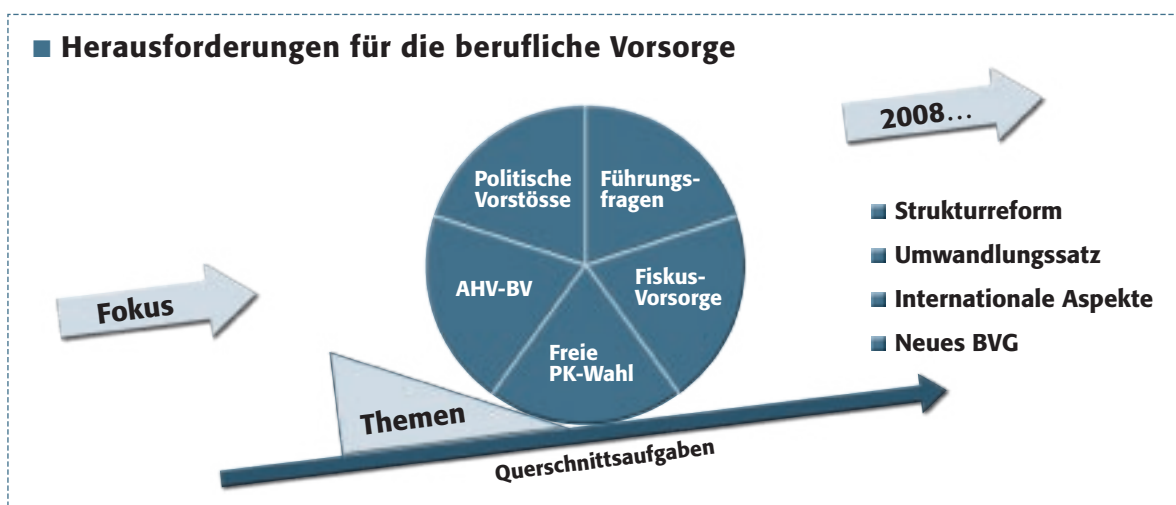 Herausforderungen für die berufliche Vorsorge
2008...
Politische
Vorstösse
Führungs-
fragen
AHV-BV
Fiskus-
Vorsorge
Freie
PK-Wahl
Fokus
Themen
Querschnittsaufgaben
Strukturreform
Umwandlungssatz
Internationale Aspekte
Neues BVG